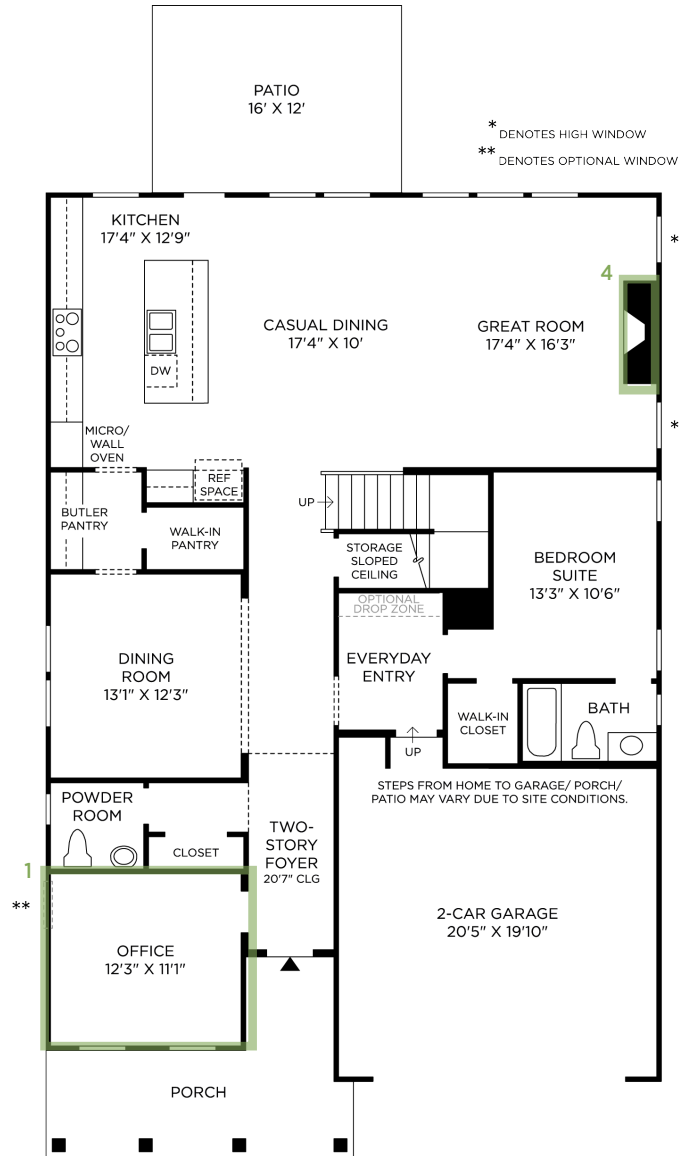 PATIO
16' X 12'
* DENOTES HIGH WINDOW
** DENOTES OPTIONAL WINDOW
KITCHEN
17'4" X 12'9"
*
4
CASUAL DINING
17'4" X 10'
GREAT ROOM
17'4" X 16'3"
DW
*
MICRO/
WALL
OVEN
REF
SPACE
UP
BUTLER
PANTRY
WALK-IN
PANTRY
STORAGE
SLOPED
CEILING
BEDROOM
SUITE
13'3" X 10'6"
OPTIONAL
DROP ZONE
DINING
ROOM
13'1" X 12'3"
EVERYDAY
ENTRY
WALK-IN
CLOSET
BATH
UP
STEPS FROM HOME TO GARAGE/ PORCH/
PATIO MAY VARY DUE TO SITE CONDITIONS.
POWDER
ROOM
CLOSET
TWO-
STORY
FOYER
20'7" CLG
1
**
2-CAR GARAGE
20'5" X 19'10"
OFFICE
12'3" X 11'1"
PORCH